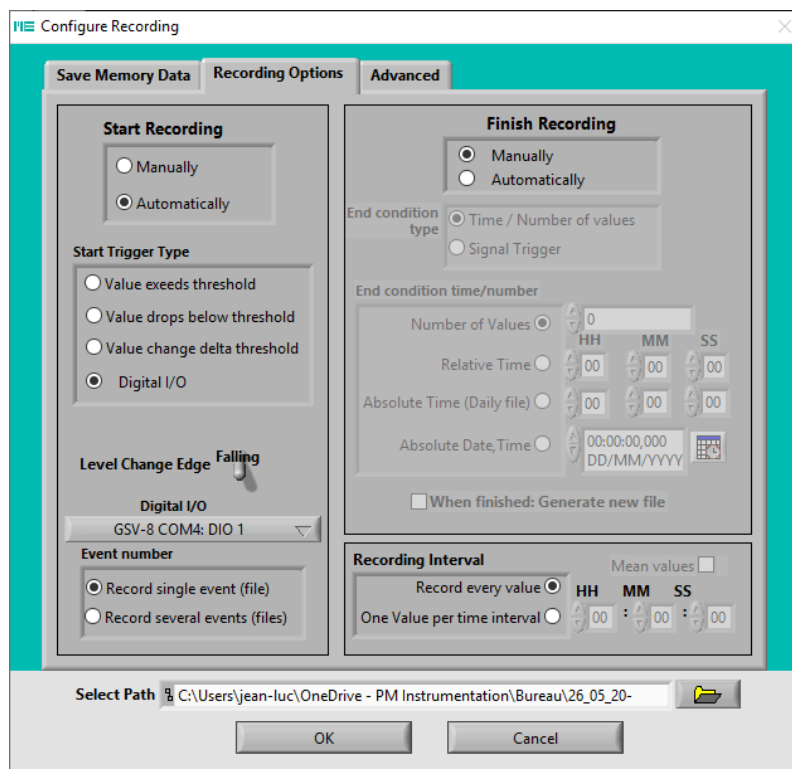 ME Configure Recording
Save Memory Data
Recording Options
Advanced
Start Recording
Manually
Automatically
Start Trigger Type
Value exeeds threshold
Value drops below threshold
Value change delta threshold
Digital I/O
Level Change Edge Falling
Digital I/O
GSV-8 COM4: DIO 1
Event number
Record single event (file)
Record several events (files)
Finish Recording
Manually
Automatically
End condition
type
Time / Number of values
Signal Trigger
End condition time/number
Number of Values 0
HH MM SS
Relative Time 00 00 00
Absolute Time (Daily file) 00 00 00
Absolute Date,Time 00:00:00,000
DD/MM/YYYY
When finished: Generate new file
Recording Interval
Mean values
Record every value HH MM SS
One Value per time interval 00 : 00 : 00
Select Path C:\Users\jean-luc\OneDrive - PM Instrumentation\Bureau\26_05_20-
OK
Cancel